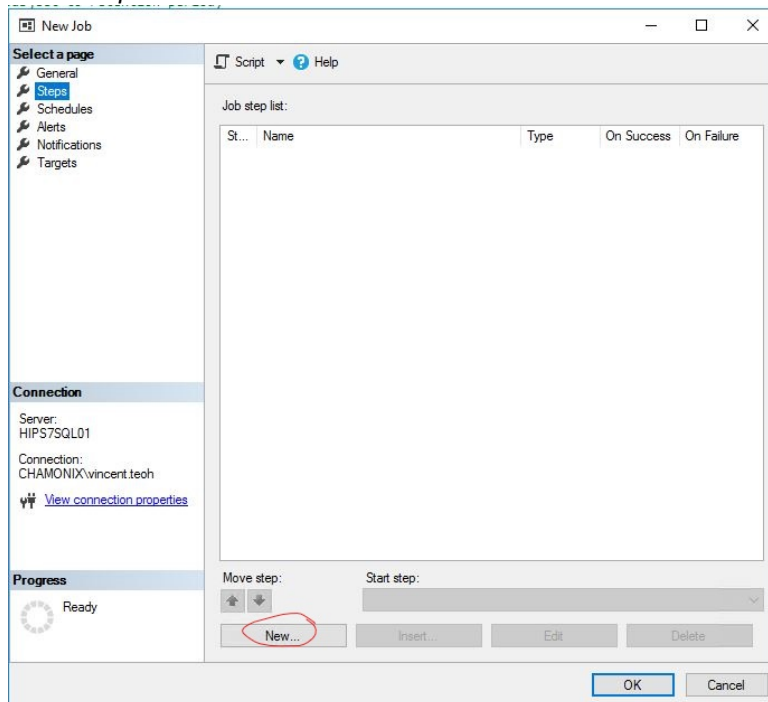 New Job
Select a page
General
Steps
Schedules
Alerts
Notifications
Targets
Script Help
Job step list:
St... Name Type On Success On Failure
Connection
Server:
HIPS7SQL01
Connection:
CHAMONIX\vincent.teoh
View connection properties
Progress
Ready
Move step: Start step:
New... Insert... Edit Delete
OK Cancel